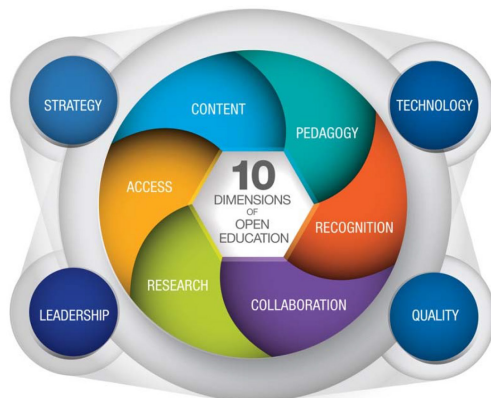 STRATEGY
TECHNOLOGY
CONTENT
PEDAGOGY
ACCESS
10
DIMENSIONS
OF
OPEN
EDUCATION
RECOGNITION
RESEARCH
COLLABORATION
LEADERSHIP
QUALITY